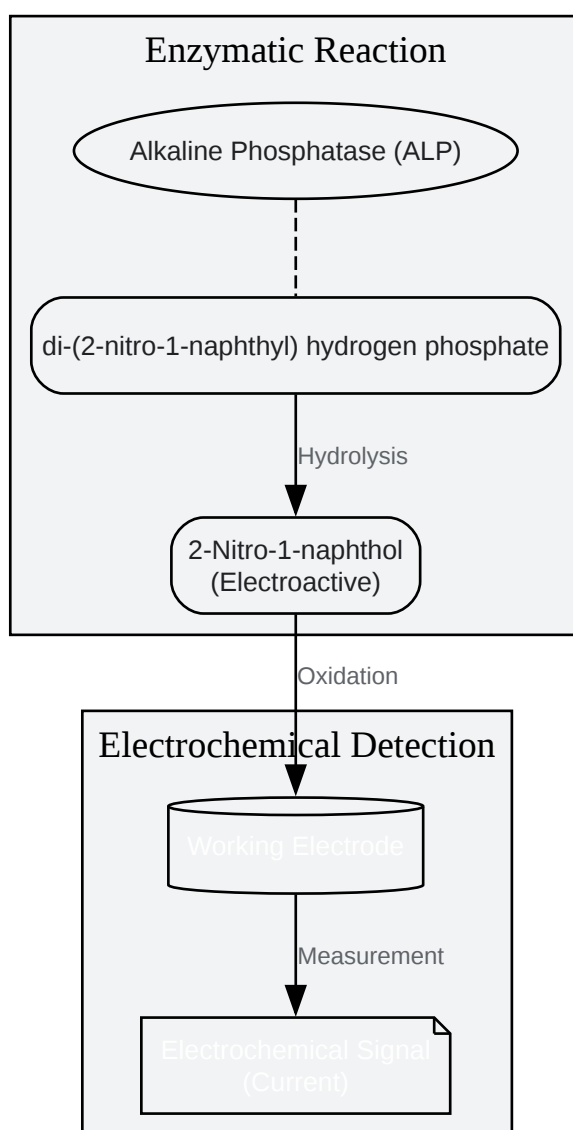 Enzymatic Reaction
Alkaline Phosphatase (ALP)
di-(2-nitro-1-naphthyl) hydrogen phosphate
Hydrolysis
2-Nitro-1-naphthol
(Electroactive)
Oxidation
Electrochemical Detection
Working Electrode
Measurement
Electrochemical Signal
(Current)